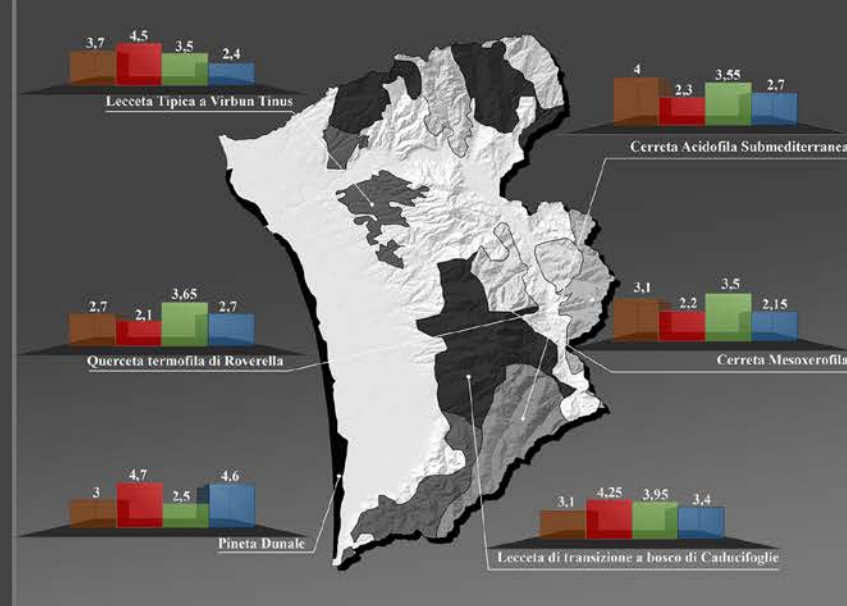 3,7 4,5 3,5 2,4
Lecceta Tipica a Virbun Tinus
4 2,3 3,55 2,7
Cerreta Acidofila Submediterranea
2,7 2,1 3,65 2,7
Querceta termofila di Roverella
3,1 2,2 3,5 2,15
Cerreta Mesoxerofila
3 4,7 2,5 4,6
Pineta Dunale
3,1 4,25 3,95 3,4
Lecceta di transizione a bosco di Caducifoglie